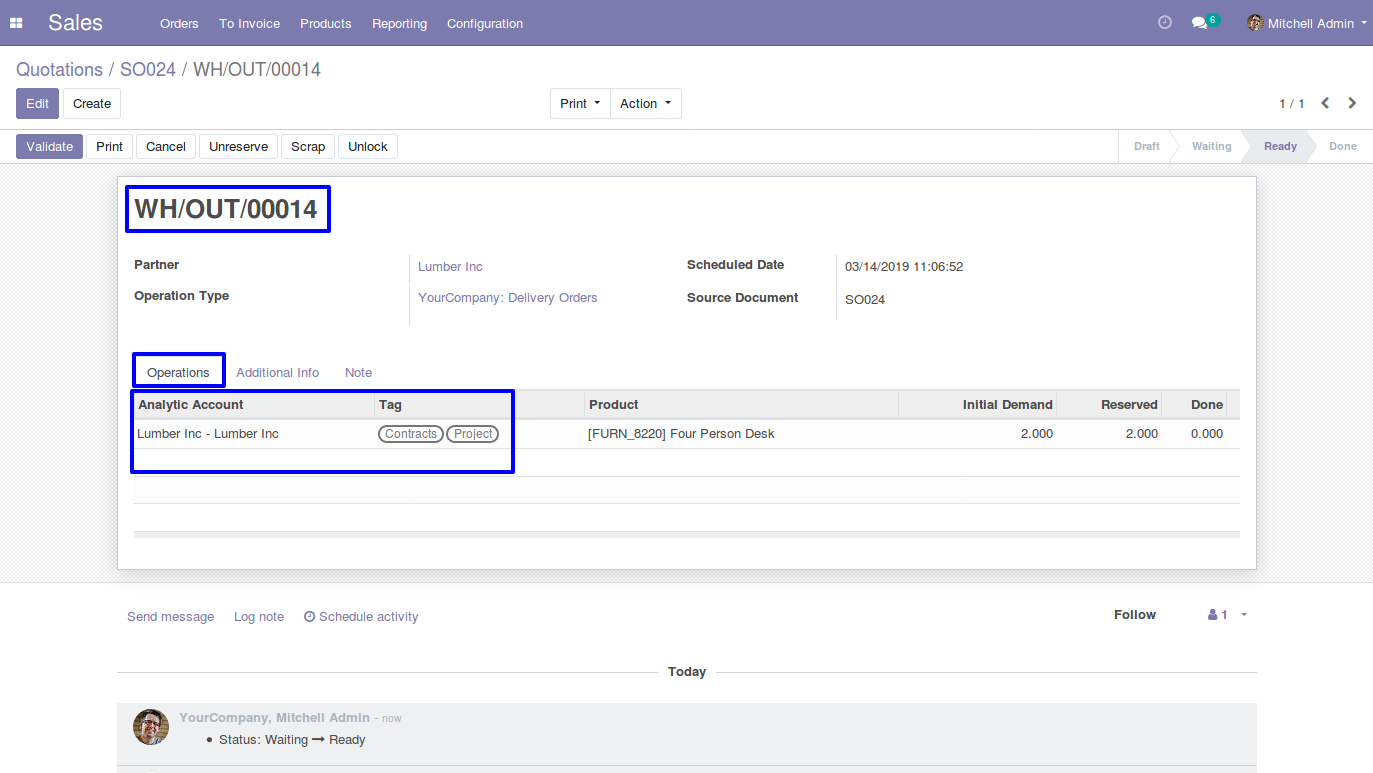 Sales Orders To Invoice Products Reporting Configuration 6 Mitchell Admin
Quotations / SO024 / WH/OUT/00014
Edit Create Print Action 1 / 1
Validate Print Cancel Unreserve Scrap Unlock Draft Waiting Ready Done
WH/OUT/00014
Partner Lumber Inc Scheduled Date 03/14/2019 11:06:52
Operation Type YourCompany: Delivery Orders Source Document SO024
Operations Additional Info Note
Analytic Account Tag Product Initial Demand Reserved Done
Lumber Inc - Lumber Inc Contracts Project [FURN_8220] Four Person Desk 2.000 2.000 0.000
Send message Log note Schedule activity Follow 1
Today
YourCompany, Mitchell Admin - now
• Status: Waiting → Ready